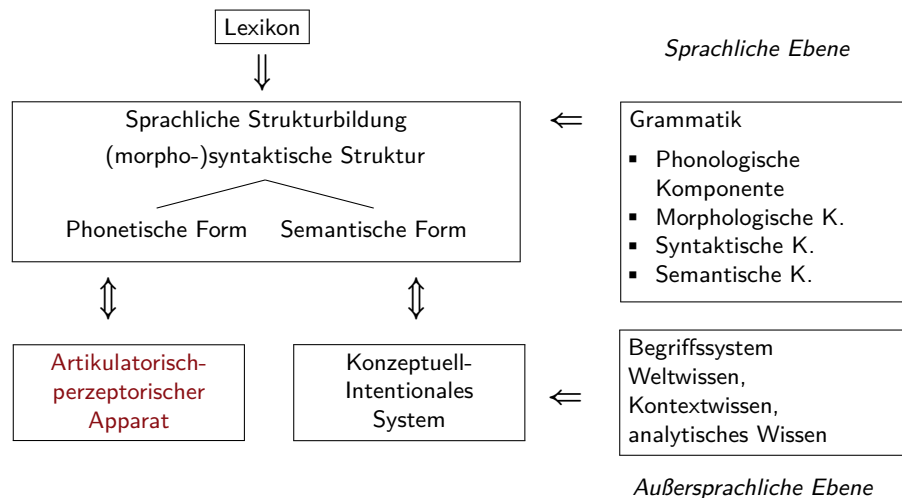 Lexikon
Sprachliche Ebene
Sprachliche Strukturbildung
(morpho-)syntaktische Struktur
Phonetische Form
Semantische Form
Grammatik
▪ Phonologische
Komponente
▪ Morphologische K.
▪ Syntaktische K.
▪ Semantische K.
Artikulatorisch-
perzeptorischer
Apparat
Konzeptuell-
Intentionales
System
Begriffssystem
Weltwissen,
Kontextwissen,
analytisches Wissen
Außersprachliche Ebene